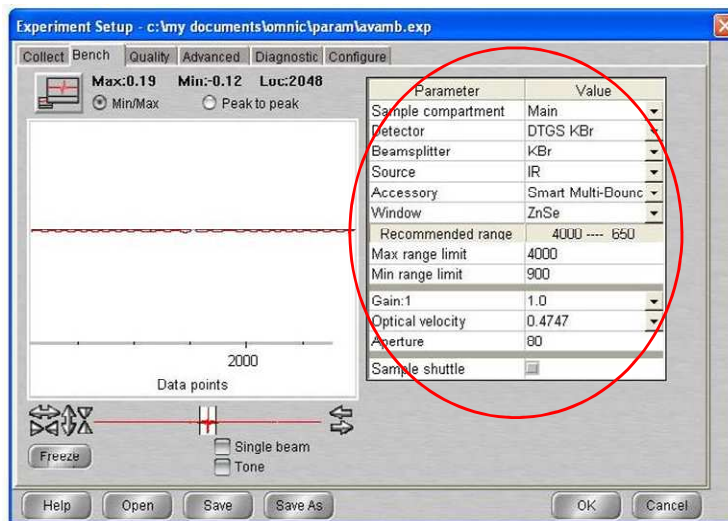 Experiment Setup - c:\my documents\omnic\param\avamb.exp
Collect Bench Quality Advanced Diagnostic Configure
Max:0.19 Min:-0.12 Loc:2048
Min/Max Peak to peak
2000
Data points
Single beam
Tone
Freeze
Parameter Value
Sample compartment Main
Detector DTGS KBr
Beamsplitter KBr
Source IR
Accessory Smart Multi-Bounc
Window ZnSe
Recommended range 4000 ---- 650
Max range limit 4000
Min range limit 900
Gain:1 1.0
Optical velocity 0.4747
Aperture 80
Sample shuttle
Help Open Save Save As OK Cancel